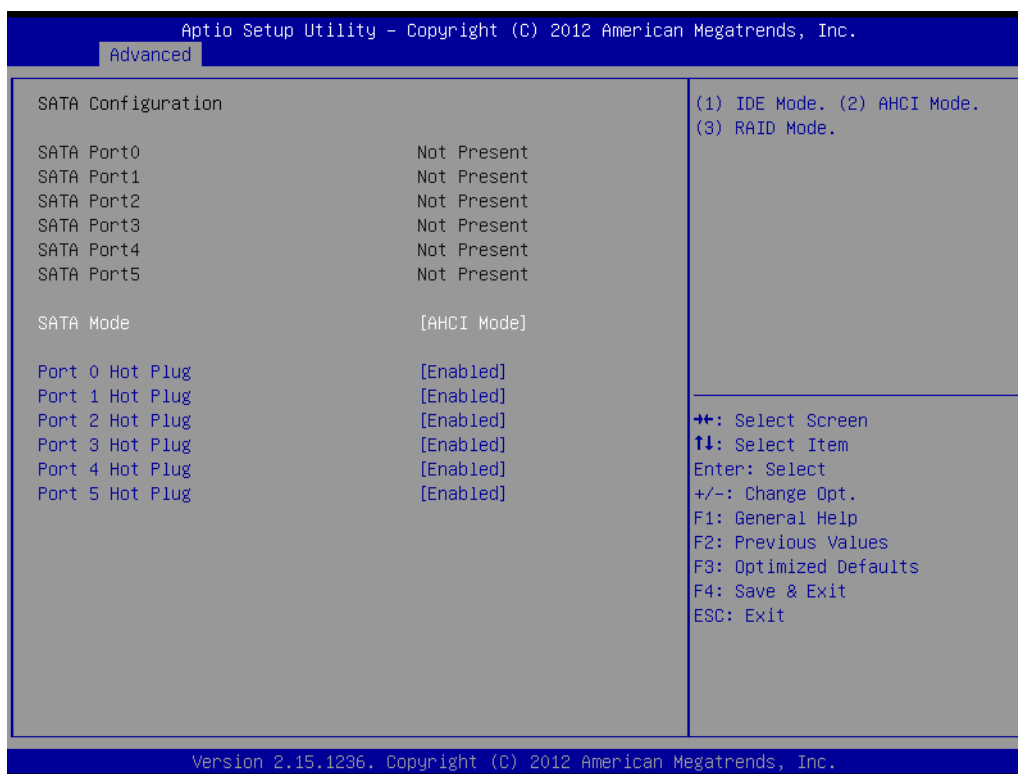 Aptio Setup Utility – Copyright (C) 2012 American Megatrends, Inc.
Advanced
SATA Configuration
SATA Port0 Not Present
SATA Port1 Not Present
SATA Port2 Not Present
SATA Port3 Not Present
SATA Port4 Not Present
SATA Port5 Not Present
SATA Mode [AHCI Mode]
Port 0 Hot Plug [Enabled]
Port 1 Hot Plug [Enabled]
Port 2 Hot Plug [Enabled]
Port 3 Hot Plug [Enabled]
Port 4 Hot Plug [Enabled]
Port 5 Hot Plug [Enabled]
(1) IDE Mode. (2) AHCI Mode.
(3) RAID Mode.
→←: Select Screen
↑↓: Select Item
Enter: Select
+/-: Change Opt.
F1: General Help
F2: Previous Values
F3: Optimized Defaults
F4: Save & Exit
ESC: Exit
Version 2.15.1236. Copyright (C) 2012 American Megatrends, Inc.